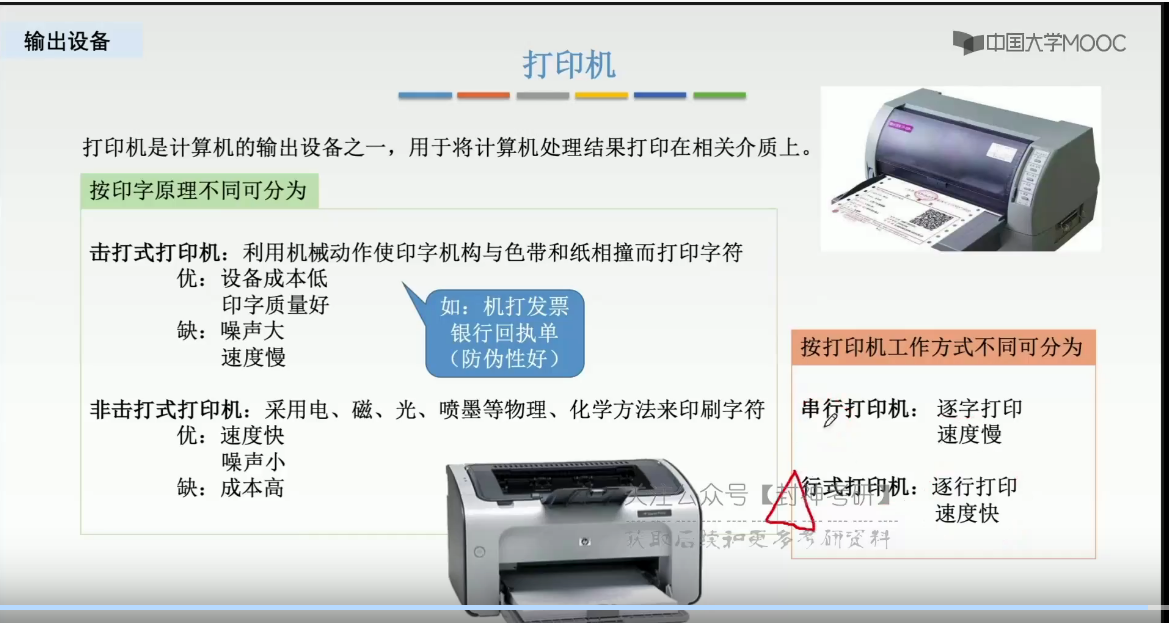 输出设备
中国大学MOOC
打印机
打印机是计算机的输出设备之一，用于将计算机处理结果打印在相关介质上。
按印字原理不同可分为
击打式打印机：利用机械动作使印字机构与色带和纸相撞而打印字符
优：设备成本低
印字质量好
缺：噪声大
速度慢
如：机打发票
银行回执单
（防伪性好）
非击打式打印机：采用电、磁、光、喷墨等物理、化学方法来印刷字符
优：速度快
噪声小
缺：成本高
按打印机工作方式不同可分为
串行打印机：逐字打印
速度慢
行式打印机：逐行打印
速度快
关注公众号【封神考研】
获取后续和更多考研资料